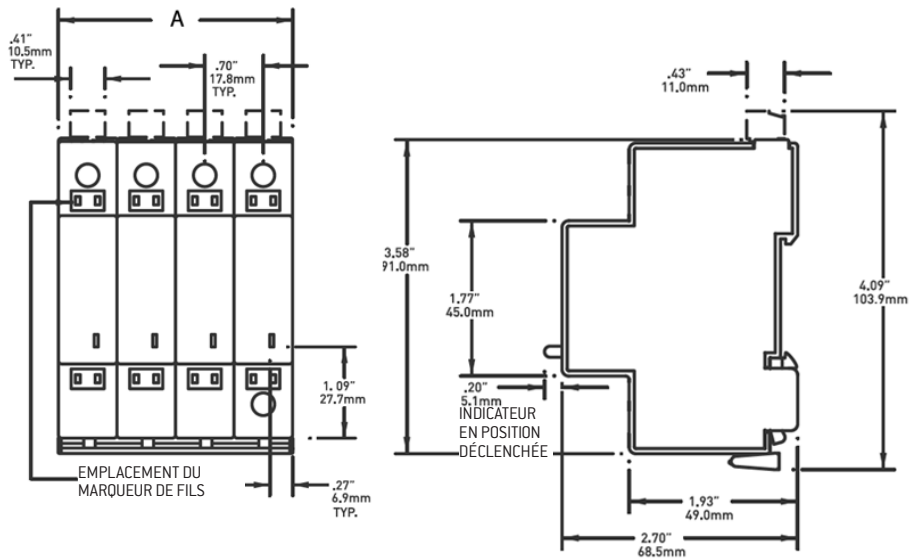 A
.41"
10.5mm
TYP.
.70"
17.8mm
TYP.
1.09"
27.7mm
EMPLACEMENT DU
MARQUEUR DE FILS
.27"
6.9mm
TYP.
.43"
11.0mm
3.58"
91.0mm
1.77"
45.0mm
4.09"
103.9mm
.20"
5.1mm
INDICATEUR
EN POSITION
DÉCLENCHÉE
1.93"
49.0mm
2.70"
68.5mm